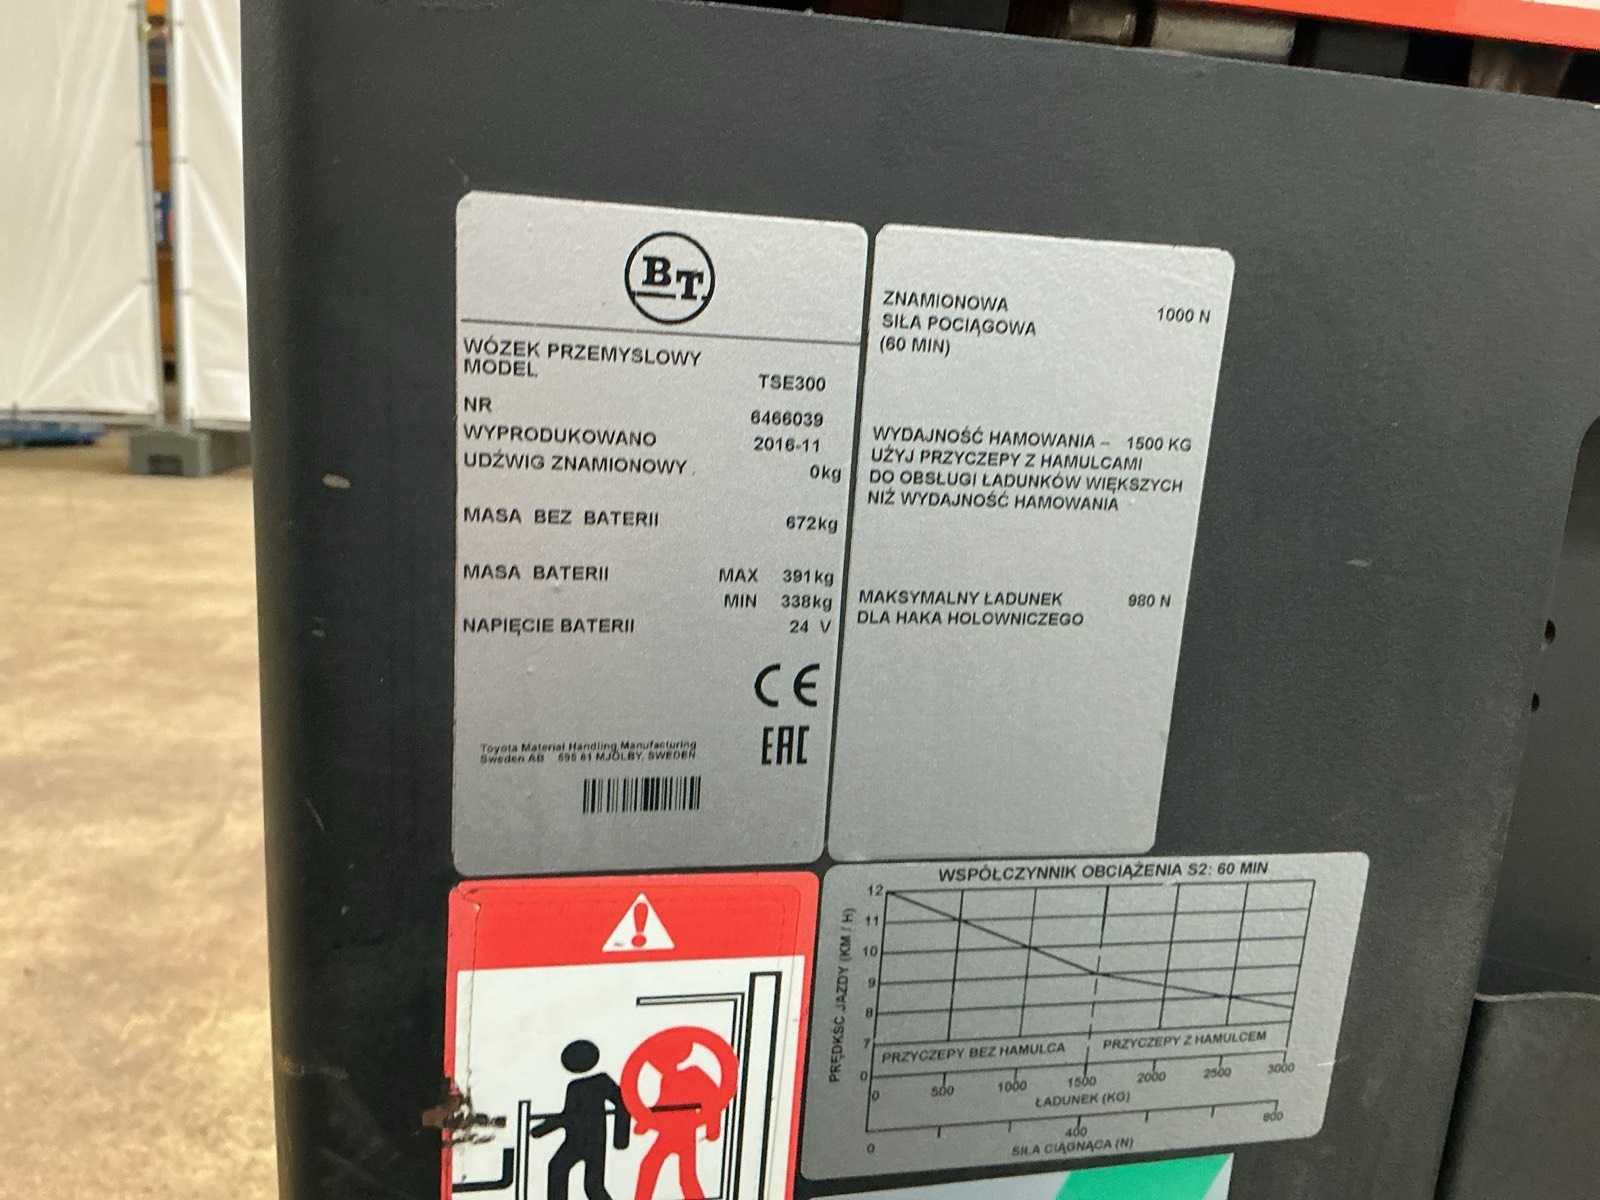 BT
WÓZEK PRZEMYSLOWY
MODEL TSE300
NR 6466039
WYPRODUKOWANO 2016-11
UDŹWIG ZNAMIONOWY 0kg
MASA BEZ BATERII 672kg
MASA BATERII MAX 391kg
MIN 338kg
NAPIĘCIE BATERII 24 V
CE
EAC
Toyota Material Handling Manufacturing
Sweden AB 595 81 MJÖLBY, SWEDEN
ZNAMIONOWA 1000 N
SIŁA POCIĄGOWA
(60 MIN)
WYDAJNOŚĆ HAMOWANIA – 1500 KG
UŻYJ PRZYCZEPY Z HAMULCAMI
DO OBSŁUGI ŁADUNKÓW WIĘKSZYCH
NIŻ WYDAJNOŚĆ HAMOWANIA
MAKSYMALNY ŁADUNEK 980 N
DLA HAKA HOLOWNICZEGO
WSPÓŁCZYNNIK OBCIĄŻENIA S2: 60 MIN
PRĘDKŚC JAZDY (KM / H)
12
11
10
9
8
7
0
PRZYCZEPY BEZ HAMULCA PRZYCZEPY Z HAMULCEM
0 500 1000 1500 2000 2500 3000
ŁADUNEK (KG)
0 400 800
SIŁA CIĄGNĄCA (N)